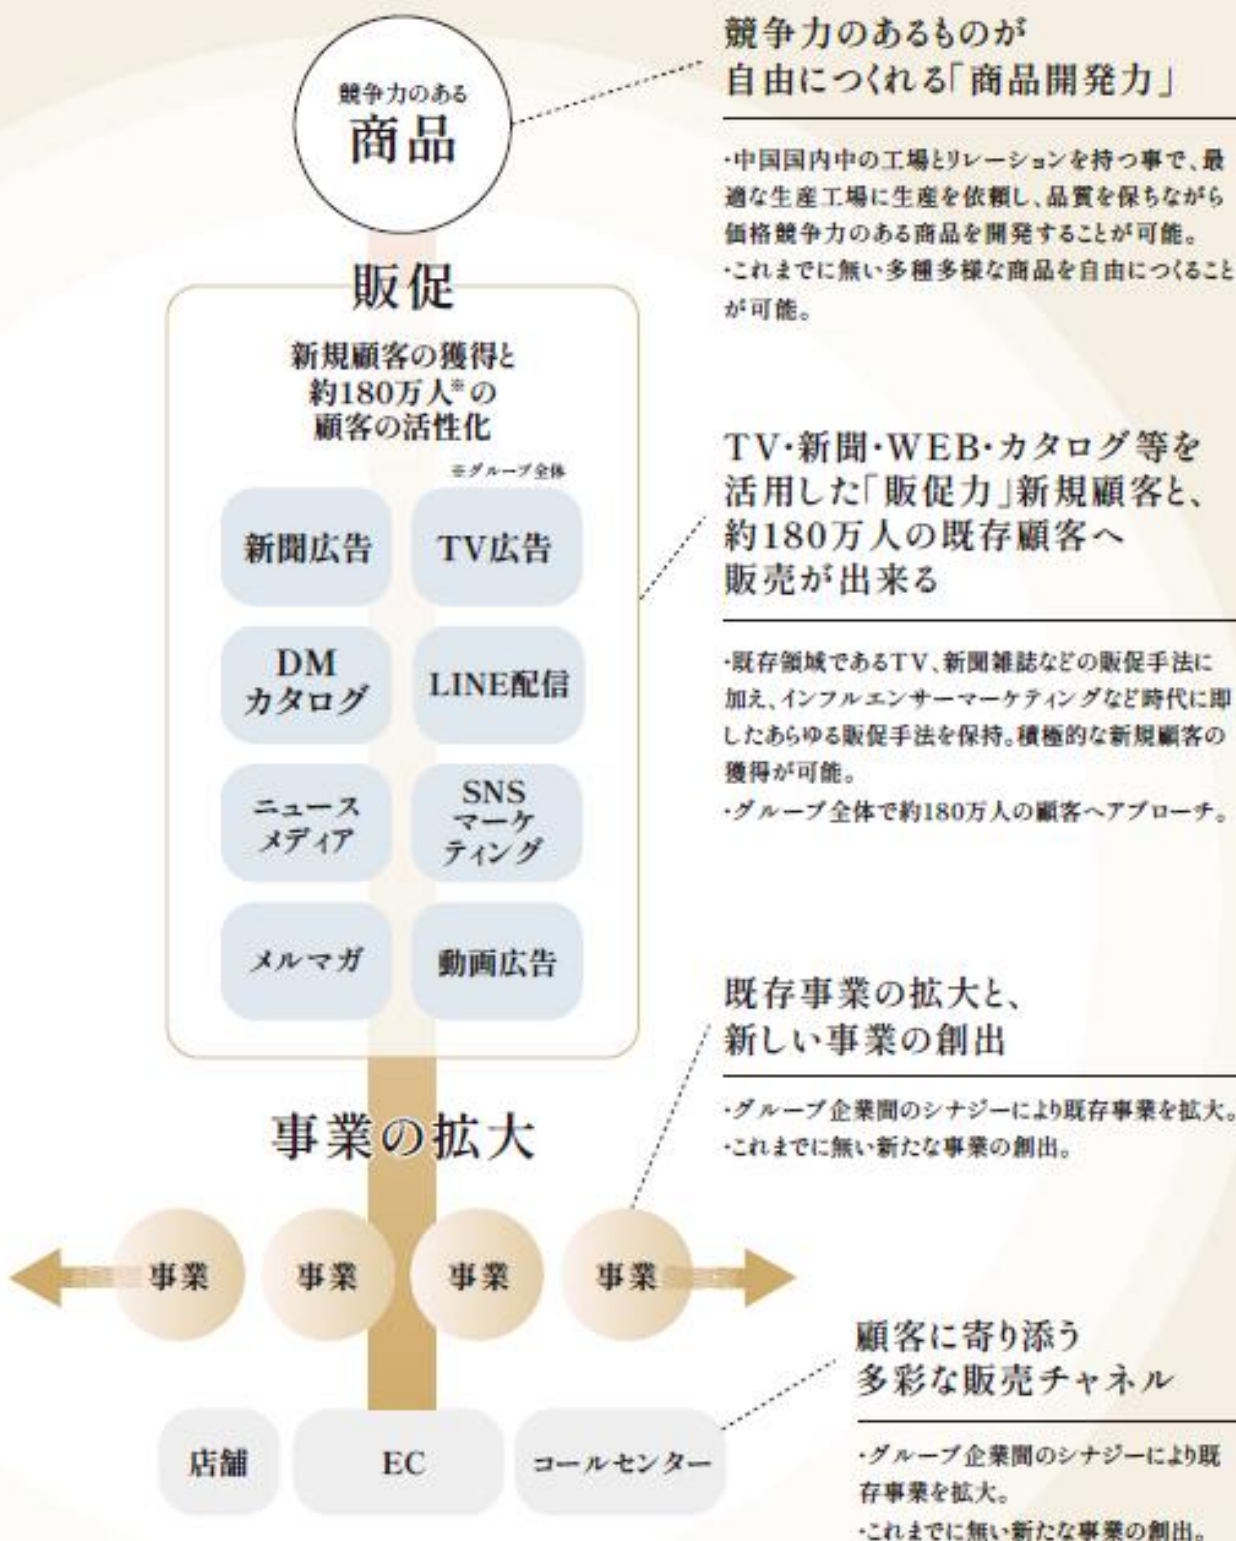 競争力のある
商品
競争力のあるものが
自由につくれる「商品開発力」
・中国国内中の工場とリレーションを持つ事で、最
適な生産工場に生産を依頼し、品質を保ちながら
価格競争力のある商品を開発することが可能。
・これまでに無い多種多様な商品を自由につくること
が可能。
販促
新規顧客の獲得と
約180万人※の
顧客の活性化
※グループ全体
新聞広告
TV広告
DM
カタログ
LINE配信
ニュース
メディア
SNS
マーケ
ティング
メルマガ
動画広告
TV・新聞・WEB・カタログ等を
活用した「販促力」新規顧客と、
約180万人の既存顧客へ
販売が出来る
・既存領域であるTV、新聞雑誌などの販促手法に
加え、インフルエンサーマーケティングなど時代に即
したあらゆる販促手法を保持。積極的な新規顧客の
獲得が可能。
・グループ全体で約180万人の顧客へアプローチ。
事業の拡大
事業
事業
事業
事業
既存事業の拡大と、
新しい事業の創出
・グループ企業間のシナジーにより既存事業を拡大。
・これまでに無い新たな事業の創出。
店舗
EC
コールセンター
顧客に寄り添う
多彩な販売チャネル
・グループ企業間のシナジーにより既
存事業を拡大。
・これまでに無い新たな事業の創出。